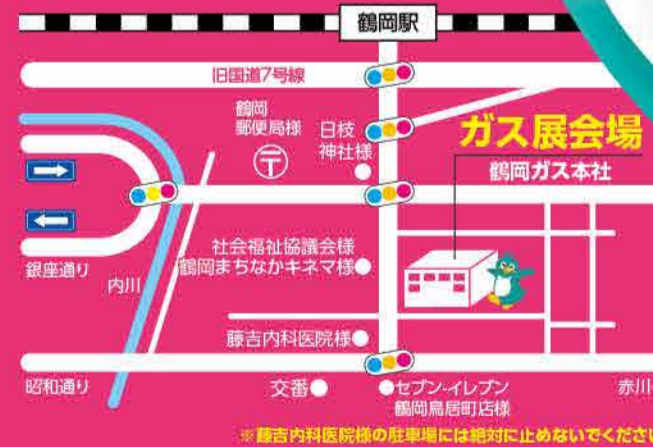 鶴岡駅
旧国道7号線
鶴岡
郵便局様
日枝
神社様
ガス展会場
鶴岡ガス本社
社会福祉協議会様
鶴岡まちなかキネマ様
銀座通り
内川
藤吉内科医院様
昭和通り
交番
セブン-イレブン
鶴岡鳥居町店様
赤川
※藤吉内科医院様の駐車場には絶対に止めないでくださ